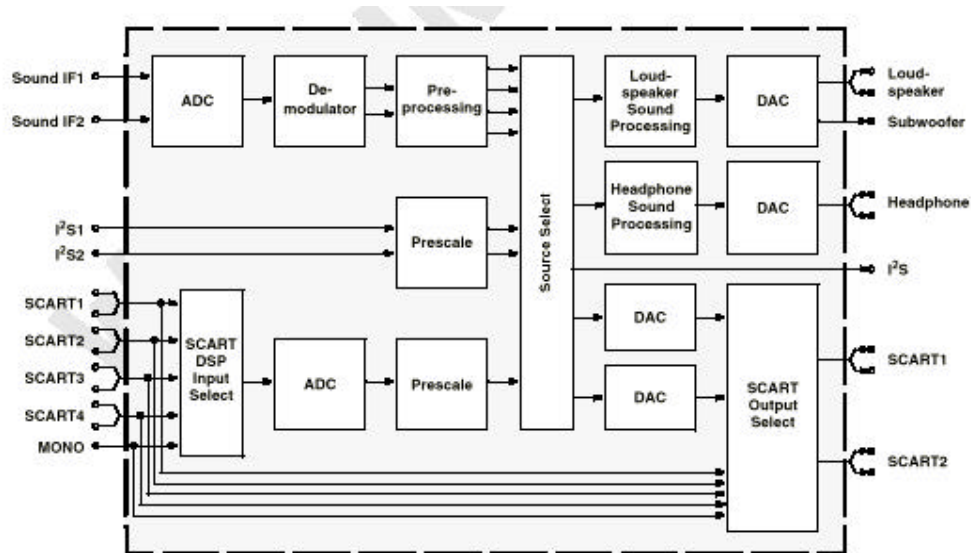 Sound IF1
Sound IF2
ADC
De-
modulator
Pre-
processing
Loud-
speaker
Sound
Processing
DAC
Loud-
speaker
Subwoofer
Headphone
Sound
Processing
DAC
Headphone
I²S1
I²S2
Prescale
Source Select
I²S
SCART1
SCART2
SCART3
SCART4
MONO
SCART
DSP
Input
Select
ADC
Prescale
DAC
DAC
SCART
Output
Select
SCART1
SCART2